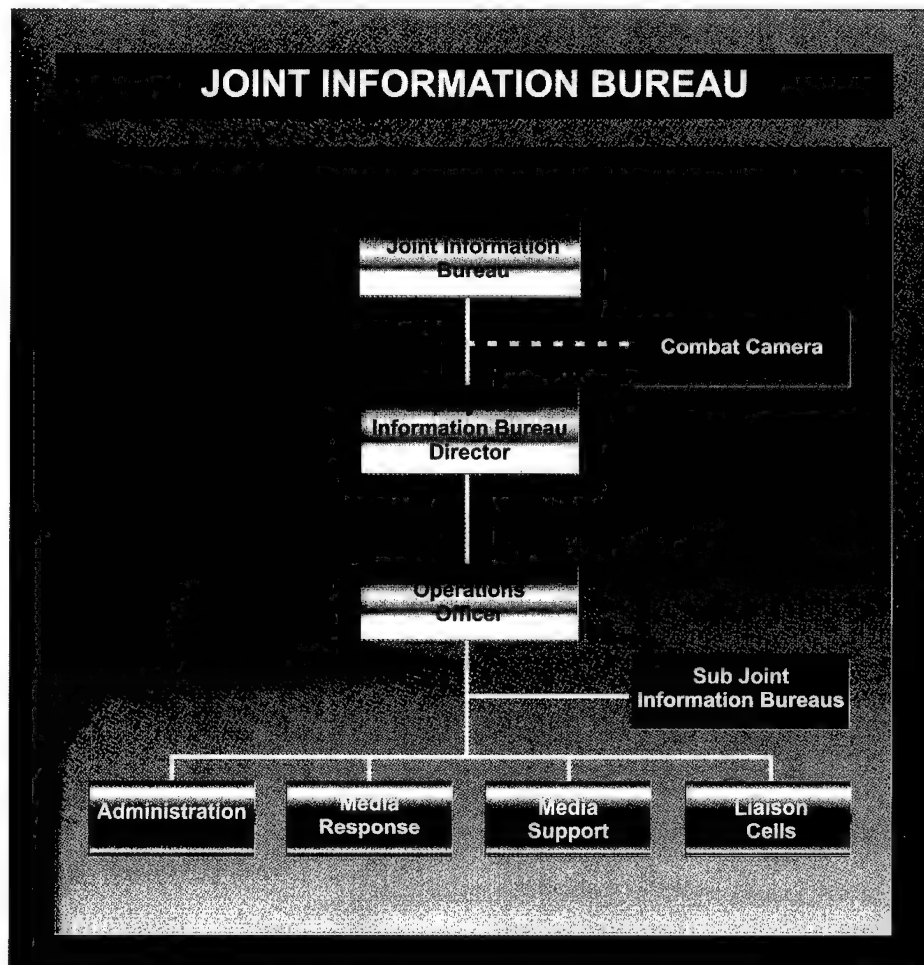 JOINT INFORMATION BUREAU
Joint Information
Bureau
Combat Camera
Information Bureau
Director
Operations
Officer
Sub Joint
Information Bureaus
Administration
Media
Response
Media
Support
Liaison
Cells